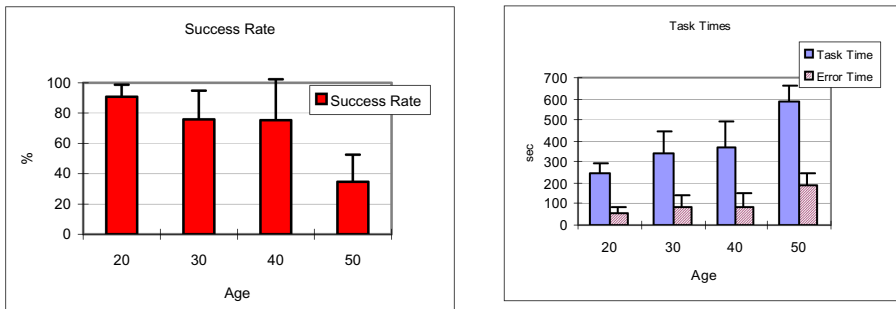 Success Rate
100
80
60
40
20
0
%
20 30 40 50
Age
Success Rate
Task Times
Task Time
Error Time
700
600
500
400
300
200
100
0
sec
20 30 40 50
Age